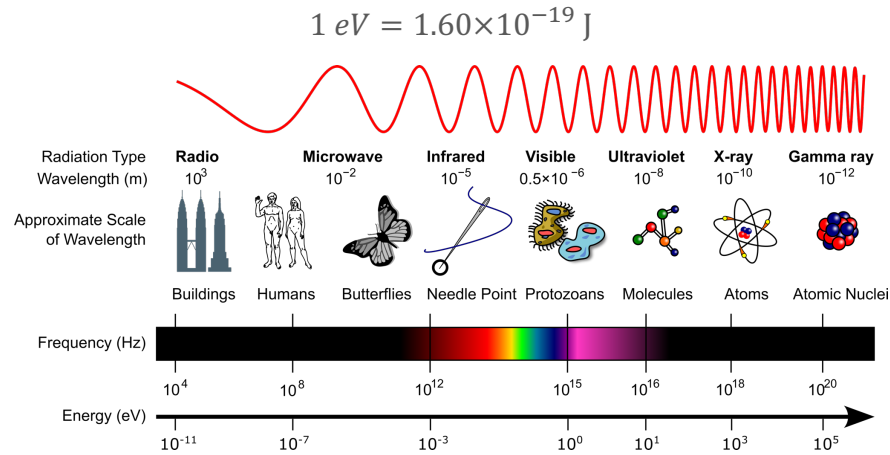 1 eV = 1.60×10⁻¹⁹ J
Radiation Type Radio Microwave Infrared Visible Ultraviolet X-ray Gamma ray
Wavelength (m) 10³ 10⁻² 10⁻⁵ 0.5×10⁻⁶ 10⁻⁸ 10⁻¹⁰ 10⁻¹²
Approximate Scale
of Wavelength
Buildings Humans Butterflies Needle Point Protozoans Molecules Atoms Atomic Nuclei
Frequency (Hz)
10⁴ 10⁸ 10¹² 10¹⁵ 10¹⁶ 10¹⁸ 10²⁰
Energy (eV)
10⁻¹¹ 10⁻⁷ 10⁻³ 10⁰ 10¹ 10³ 10⁵